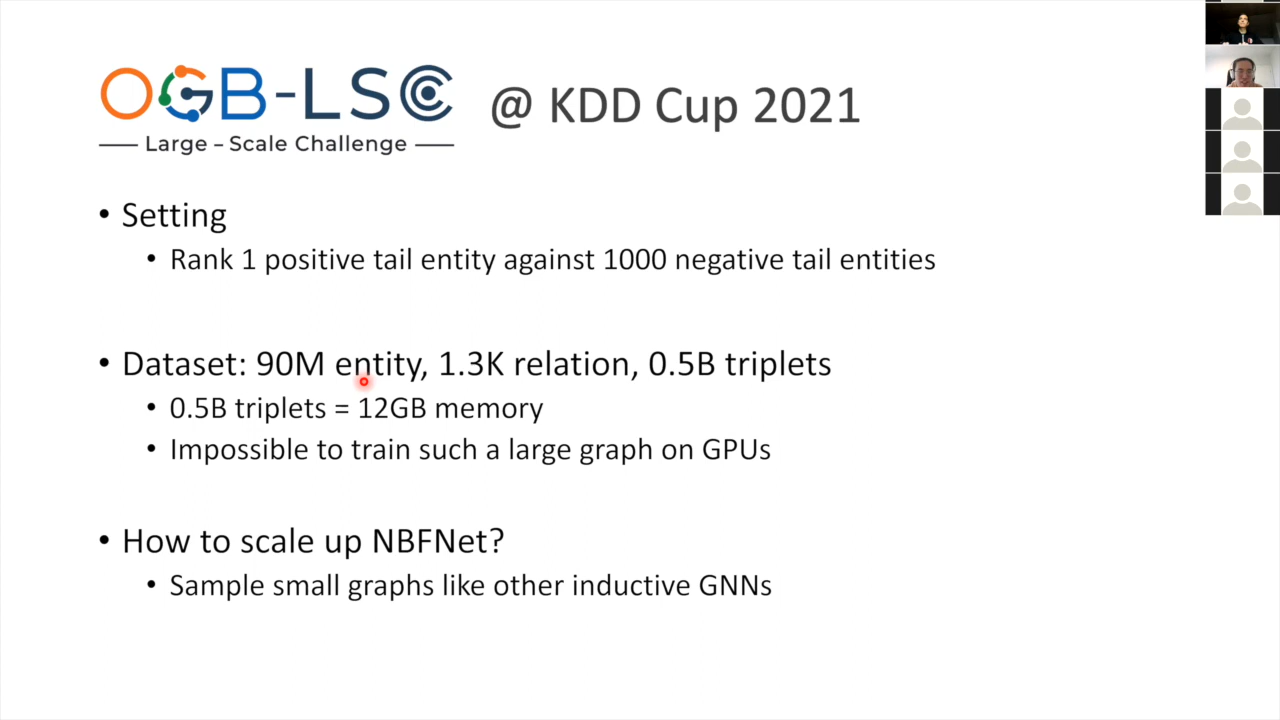 OGB-LSC @ KDD Cup 2021
Large - Scale Challenge
• Setting
• Rank 1 positive tail entity against 1000 negative tail entities
• Dataset: 90M entity, 1.3K relation, 0.5B triplets
• 0.5B triplets = 12GB memory
• Impossible to train such a large graph on GPUs
• How to scale up NBFNet?
• Sample small graphs like other inductive GNNs